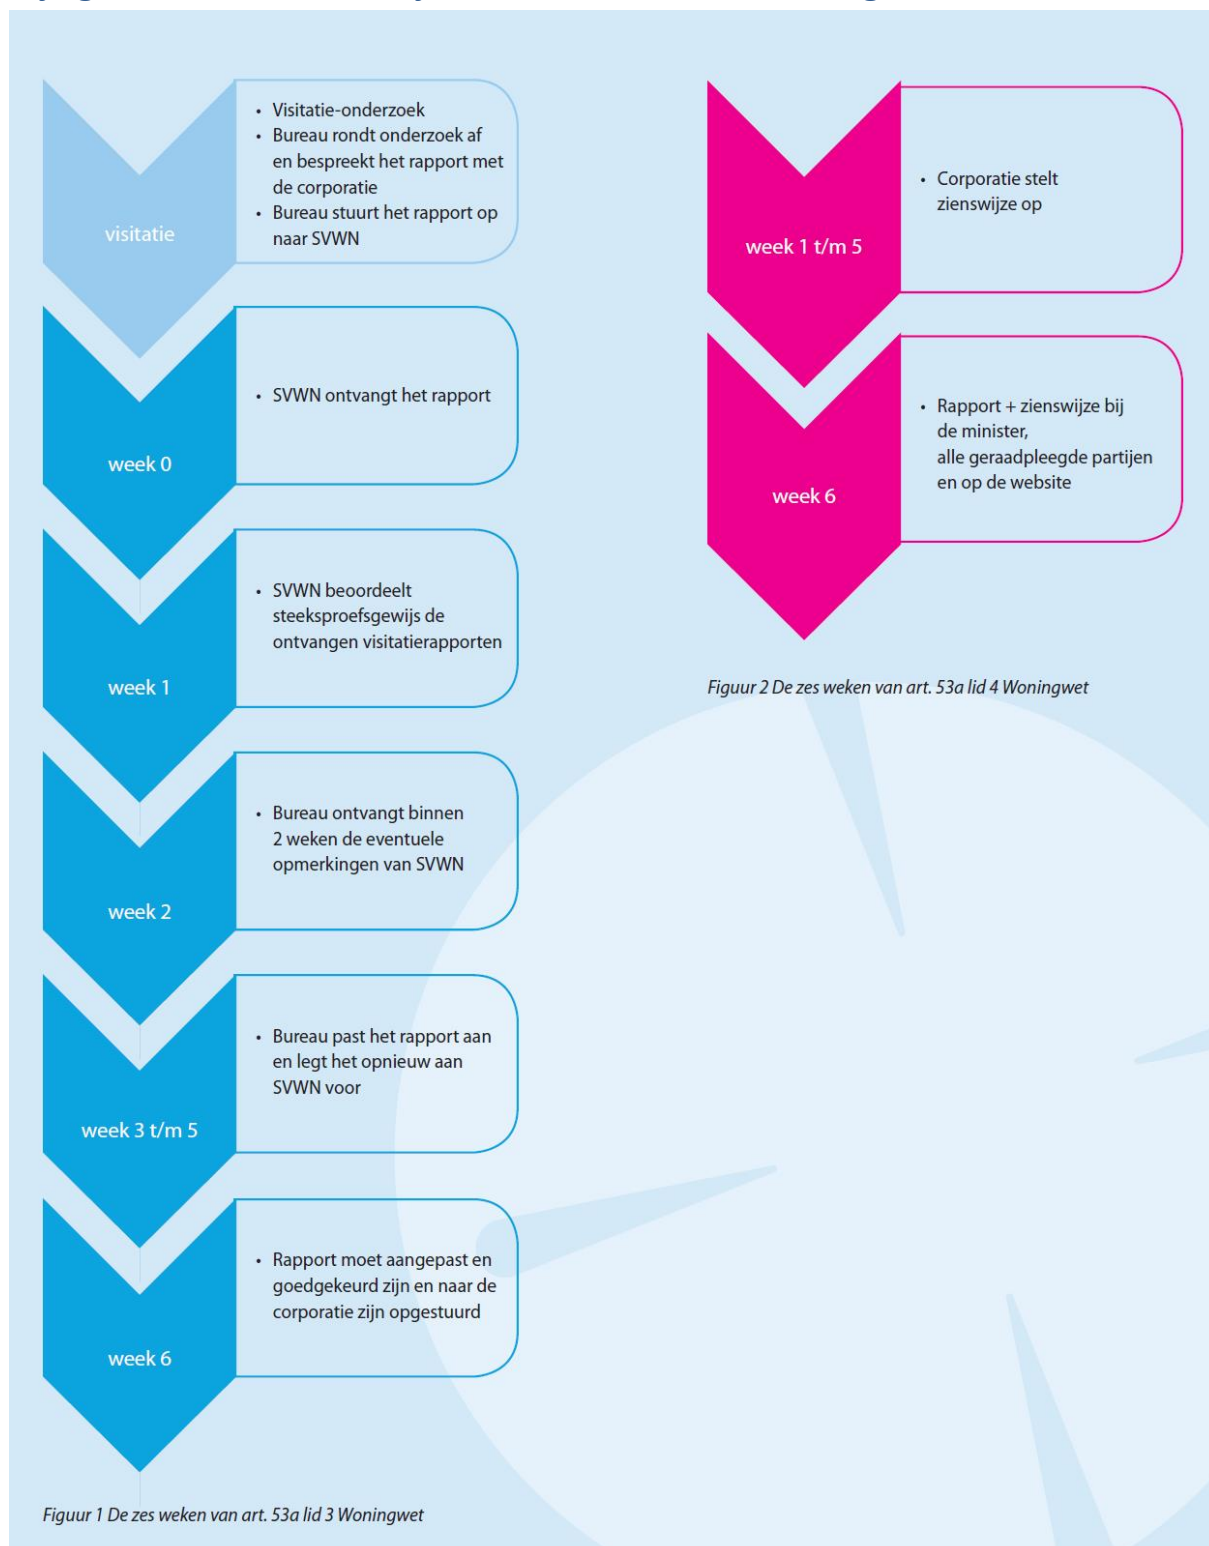 visitatie
• Visitatie-onderzoek
• Bureau rondt onderzoek af
en bespreekt het rapport met
de corporatie
• Bureau stuurt het rapport op
naar SVWN
week 0
• SVWN ontvangt het rapport
week 1
• SVWN beoordeelt
steeksproefsgewijs de
ontvangen visitatierapporten
week 2
• Bureau ontvangt binnen
2 weken de eventuele
opmerkingen van SVWN
week 3 t/m 5
• Bureau past het rapport aan
en legt het opnieuw aan
SVWN voor
week 6
• Rapport moet aangepast en
goedgekeurd zijn en naar de
corporatie zijn opgestuurd
Figuur 1 De zes weken van art. 53a lid 3 Woningwet
week 1 t/m 5
• Corporatie stelt
zienswijze op
week 6
• Rapport + zienswijze bij
de minister,
alle geraadpleegde partijen
en op de website
Figuur 2 De zes weken van art. 53a lid 4 Woningwet